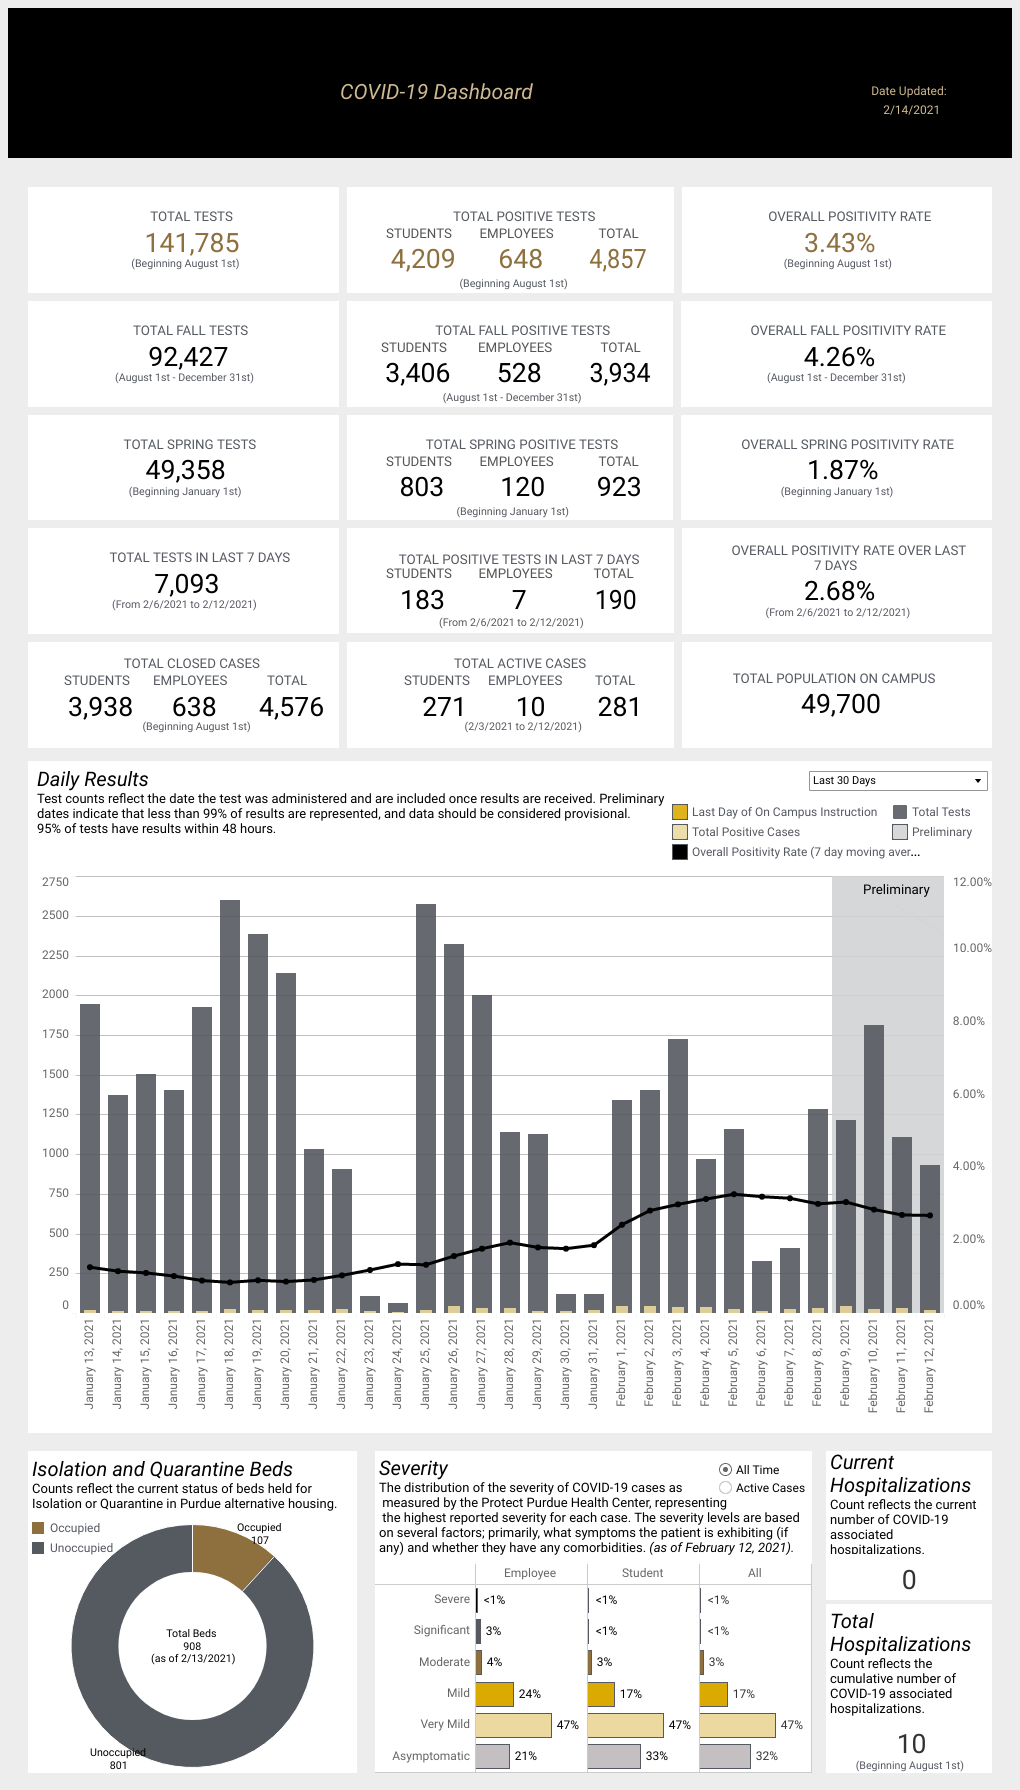 COVID-19 Dashboard
Date Updated:
2/14/2021
TOTAL TESTS
141,785
(Beginning August 1st)
TOTAL POSITIVE TESTS
STUDENTS EMPLOYEES TOTAL
4,209 648 4,857
(Beginning August 1st)
OVERALL POSITIVITY RATE
3.43%
(Beginning August 1st)
TOTAL FALL TESTS
92,427
(August 1st - December 31st)
TOTAL FALL POSITIVE TESTS
STUDENTS EMPLOYEES TOTAL
3,406 528 3,934
(August 1st - December 31st)
OVERALL FALL POSITIVITY RATE
4.26%
(August 1st - December 31st)
TOTAL SPRING TESTS
49,358
(Beginning January 1st)
TOTAL SPRING POSITIVE TESTS
STUDENTS EMPLOYEES TOTAL
803 120 923
(Beginning January 1st)
OVERALL SPRING POSITIVITY RATE
1.87%
(Beginning January 1st)
TOTAL TESTS IN LAST 7 DAYS
7,093
(From 2/6/2021 to 2/12/2021)
TOTAL POSITIVE TESTS IN LAST 7 DAYS
STUDENTS EMPLOYEES TOTAL
183 7 190
(From 2/6/2021 to 2/12/2021)
OVERALL POSITIVITY RATE OVER LAST
7 DAYS
2.68%
(From 2/6/2021 to 2/12/2021)
TOTAL CLOSED CASES
STUDENTS EMPLOYEES TOTAL
3,938 638 4,576
(Beginning August 1st)
TOTAL ACTIVE CASES
STUDENTS EMPLOYEES TOTAL
271 10 281
(2/3/2021 to 2/12/2021)
TOTAL POPULATION ON CAMPUS
49,700
Daily Results
Test counts reflect the date the test was administered and are included once results are received. Preliminary
dates indicate that less than 99% of results are represented, and data should be considered provisional.
95% of tests have results within 48 hours.
Last 30 Days
Last Day of On Campus Instruction
Total Tests
Total Positive Cases
Preliminary
Overall Positivity Rate (7 day moving aver...
Preliminary
2750
2500
2250
2000
1750
1500
1250
1000
750
500
250
0
12.00%
10.00%
8.00%
6.00%
4.00%
2.00%
0.00%
January 13, 2021
January 14, 2021
January 15, 2021
January 16, 2021
January 17, 2021
January 18, 2021
January 19, 2021
January 20, 2021
January 21, 2021
January 22, 2021
January 23, 2021
January 24, 2021
January 25, 2021
January 26, 2021
January 27, 2021
January 28, 2021
January 29, 2021
January 30, 2021
January 31, 2021
February 1, 2021
February 2, 2021
February 3, 2021
February 4, 2021
February 5, 2021
February 6, 2021
February 7, 2021
February 8, 2021
February 9, 2021
February 10, 2021
February 11, 2021
February 12, 2021
Isolation and Quarantine Beds
Counts reflect the current status of beds held for
Isolation or Quarantine in Purdue alternative housing.
Occupied
Unoccupied
Occupied
107
Total Beds
908
(as of 2/13/2021)
Unoccupied
801
Severity
All Time
Active Cases
The distribution of the severity of COVID-19 cases as
measured by the Protect Purdue Health Center, representing
the highest reported severity for each case. The severity levels are based
on several factors; primarily, what symptoms the patient is exhibiting (if
any) and whether they have any comorbidities. (as of February 12, 2021).
Employee Student All
Severe <1% <1% <1%
Significant 3% <1% <1%
Moderate 4% 3% 3%
Mild 24% 17% 17%
Very Mild 47% 47% 47%
Asymptomatic 21% 33% 32%
Current
Hospitalizations
Count reflects the current
number of COVID-19
associated
hospitalizations.
0
Total
Hospitalizations
Count reflects the
cumulative number of
COVID-19 associated
hospitalizations.
10
(Beginning August 1st)